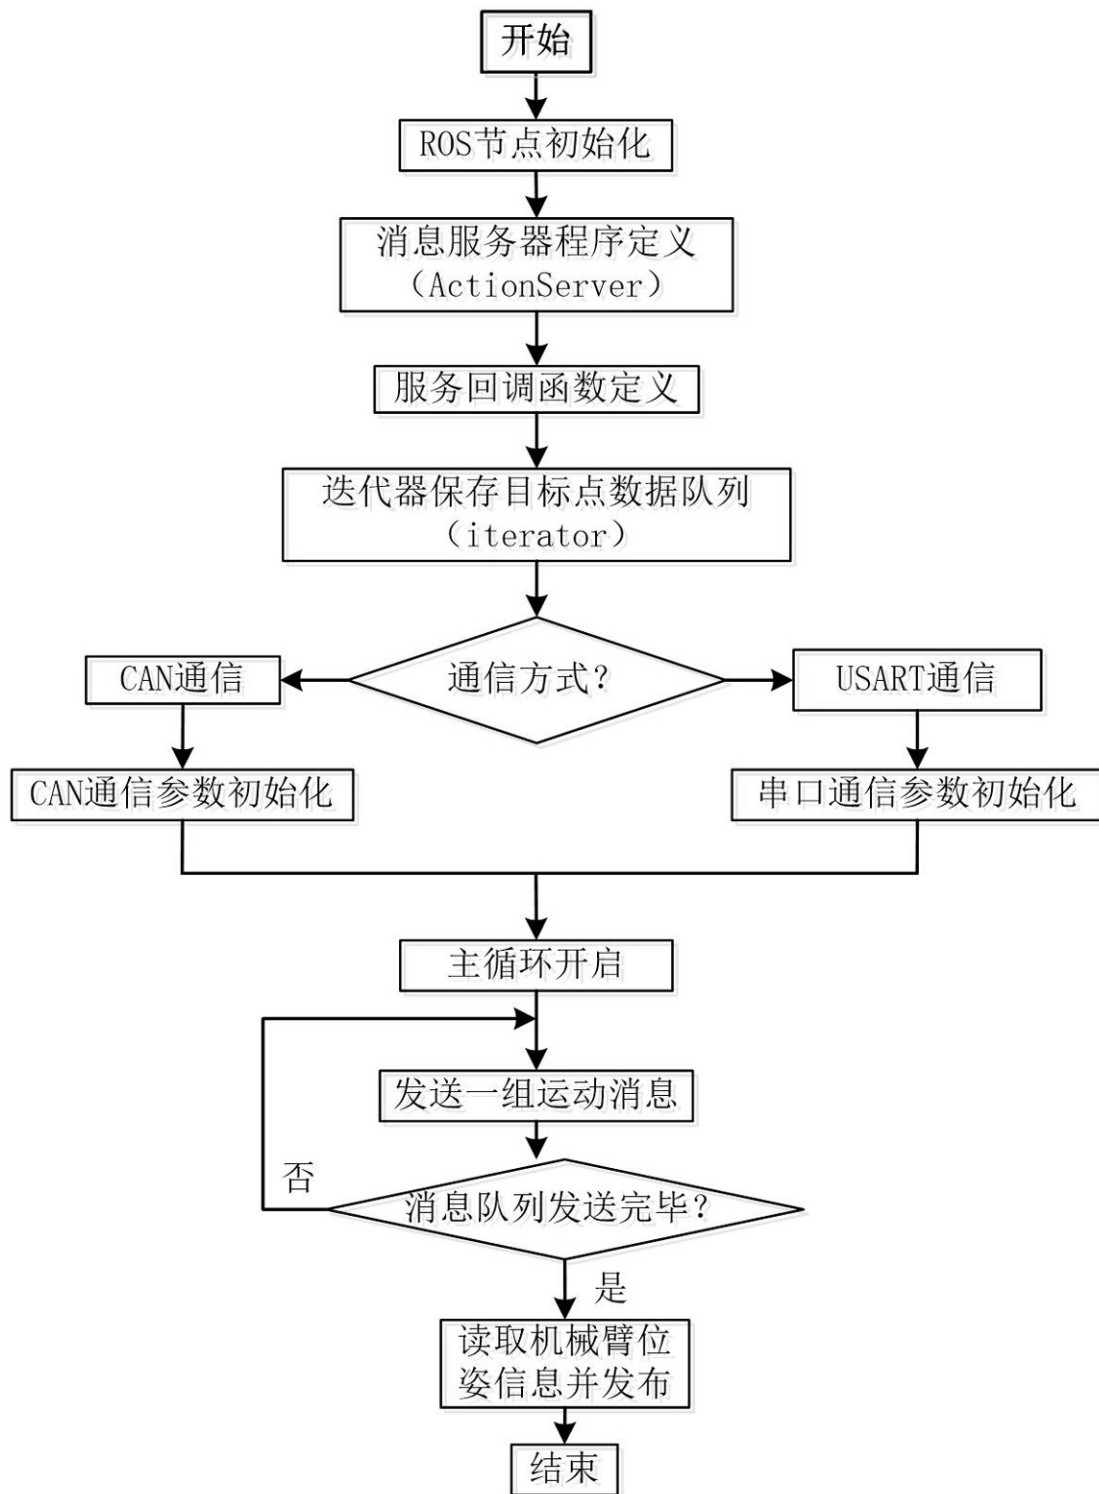 开始
ROS节点初始化
消息服务器程序定义
（ActionServer）
服务回调函数定义
迭代器保存目标点数据队列
（iterator）
通信方式?
CAN通信
USART通信
CAN通信参数初始化
串口通信参数初始化
主循环开启
发送一组运动消息
否
消息队列发送完毕?
是
读取机械臂位
姿信息并发布
结束